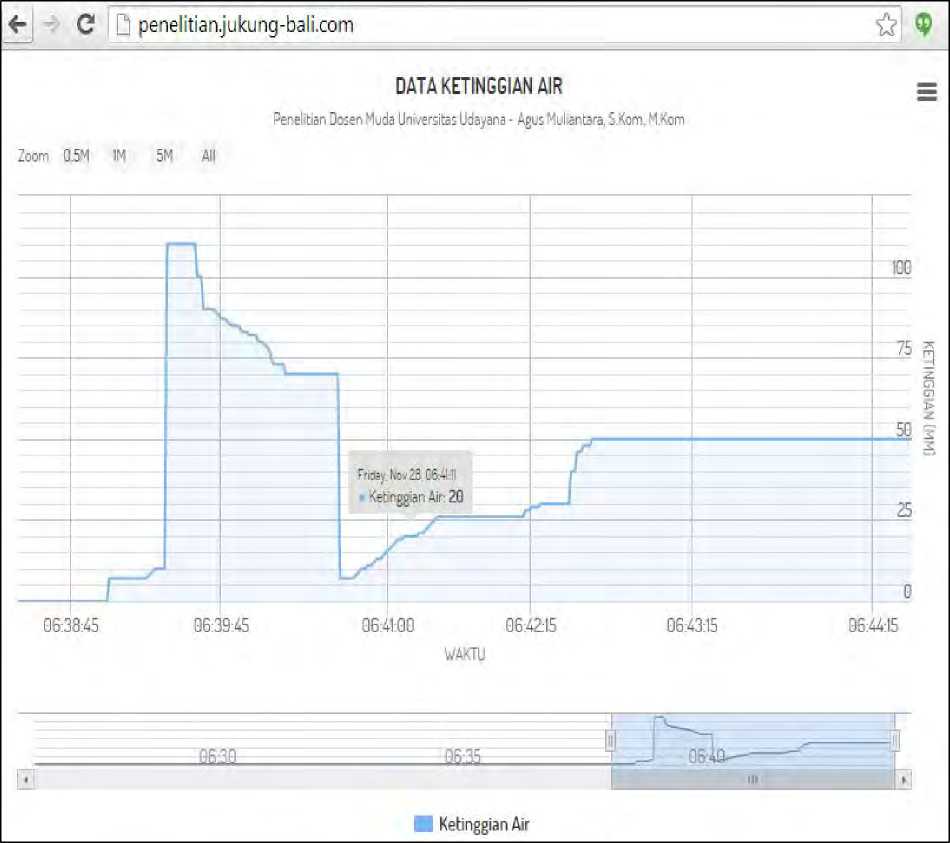 penelitian.jukung-bali.com
DATA KETINGGIAN AIR
Penelitian Dosen Muda Universitas Udayana - Agus Muliantara, S.Kom, M.Kom
Zoom 0.5M 1M 5M All
100
75
50
25
0
KETINGGIAN (MM)
Friday, Nov 28, 06:41:11
Ketinggian Air: 20
06:38:45 06:39:45 06:41:00 06:42:15 06:43:15 06:44:15
WAKTU
06:30 06:35 06:40
Ketinggian Air